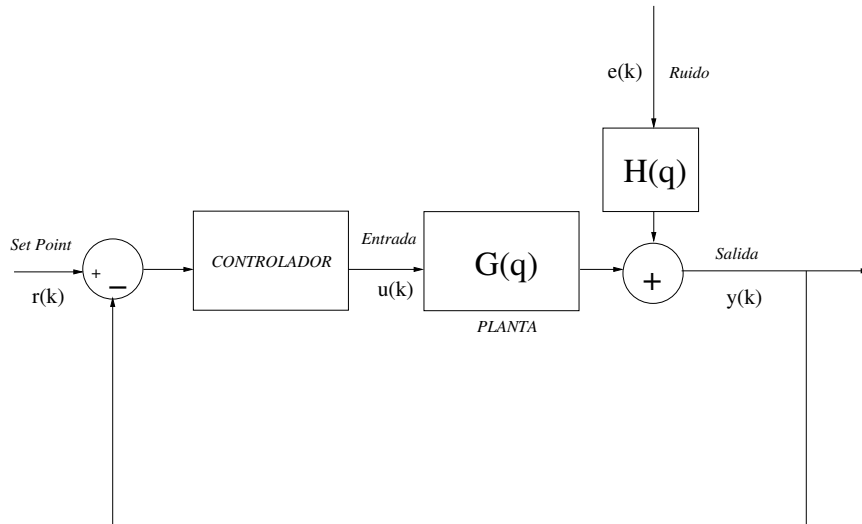 e(k)
Ruido
H(q)
Set Point
+
−
r(k)
CONTROLADOR
Entrada
u(k)
G(q)
PLANTA
+
Salida
y(k)